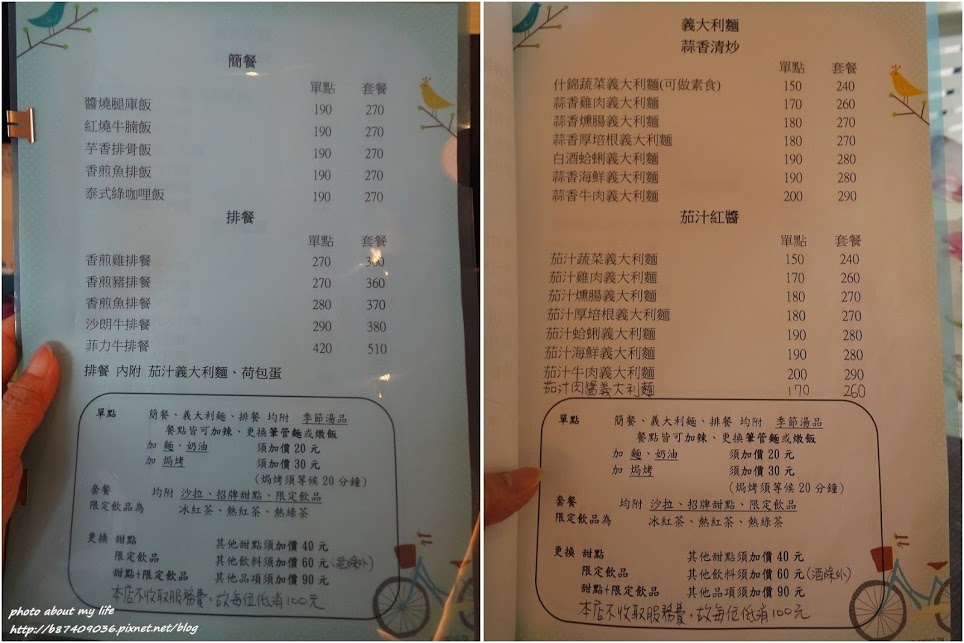 簡餐
單點 套餐
醬燒腿庫飯 190 270
紅燒牛腩飯 190 270
芋香排骨飯 190 270
香煎魚排飯 190 270
泰式綠咖哩飯 190 270
排餐
單點 套餐
香煎雞排餐 270 360
香煎豬排餐 270 360
香煎魚排餐 280 370
沙朗牛排餐 290 380
菲力牛排餐 420 510
排餐 內附 茄汁義大利麵、荷包蛋
單點 簡餐、義大利麵、排餐 均附 季節湯品
餐點皆可加辣、更換筆管麵或燉飯
加 麵、奶油 須加價 20 元
加 焗烤 須加價 30 元
(焗烤須等候 20 分鐘)
套餐 均附 沙拉、招牌甜點、限定飲品
限定飲品為 冰紅茶、熱紅茶、熱綠茶
更換 甜點 其他甜點須加價 40 元
限定飲品 其他飲料須加價 60 元(酒除外)
甜點+限定飲品 其他品項須加價 90 元
本店不收取服務費，故每位低消100元
photo about my life
http://b87409036.pixnet.net/blog
義大利麵
蒜香清炒
單點 套餐
什錦蔬菜義大利麵(可做素食) 150 240
蒜香雞肉義大利麵 170 260
蒜香燻腸義大利麵 180 270
蒜香厚培根義大利麵 180 270
白酒蛤蜊義大利麵 190 280
蒜香海鮮義大利麵 190 280
蒜香牛肉義大利麵 200 290
茄汁紅醬
單點 套餐
茄汁蔬菜義大利麵 150 240
茄汁雞肉義大利麵 170 260
茄汁燻腸義大利麵 180 270
茄汁厚培根義大利麵 180 270
茄汁蛤蜊義大利麵 190 280
茄汁海鮮義大利麵 190 280
茄汁牛肉義大利麵 200 290
茄汁肉醬義大利麵 170 260
單點 簡餐、義大利麵、排餐 均附 季節湯品
餐點皆可加辣、更換筆管麵或燉飯
加 麵、奶油 須加價 20 元
加 焗烤 須加價 30 元
(焗烤須等候 20 分鐘)
套餐 均附 沙拉、招牌甜點、限定飲品
限定飲品為 冰紅茶、熱紅茶、熱綠茶
更換 甜點 其他甜點須加價 40 元
限定飲品 其他飲料須加價 60 元(酒除外)
甜點+限定飲品 其他品項須加價 90 元
本店不收取服務費，故每位低消100元